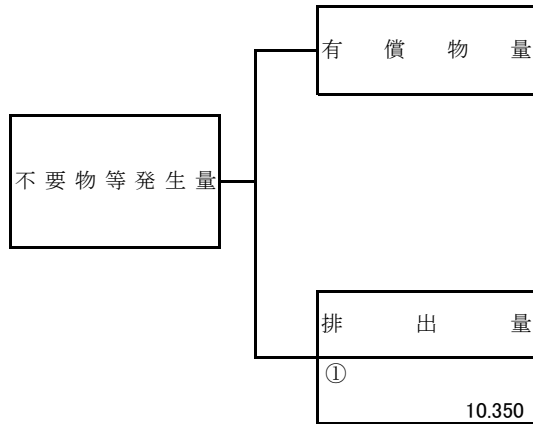 有償物量
不要物等発生量
排出量
①
10.350